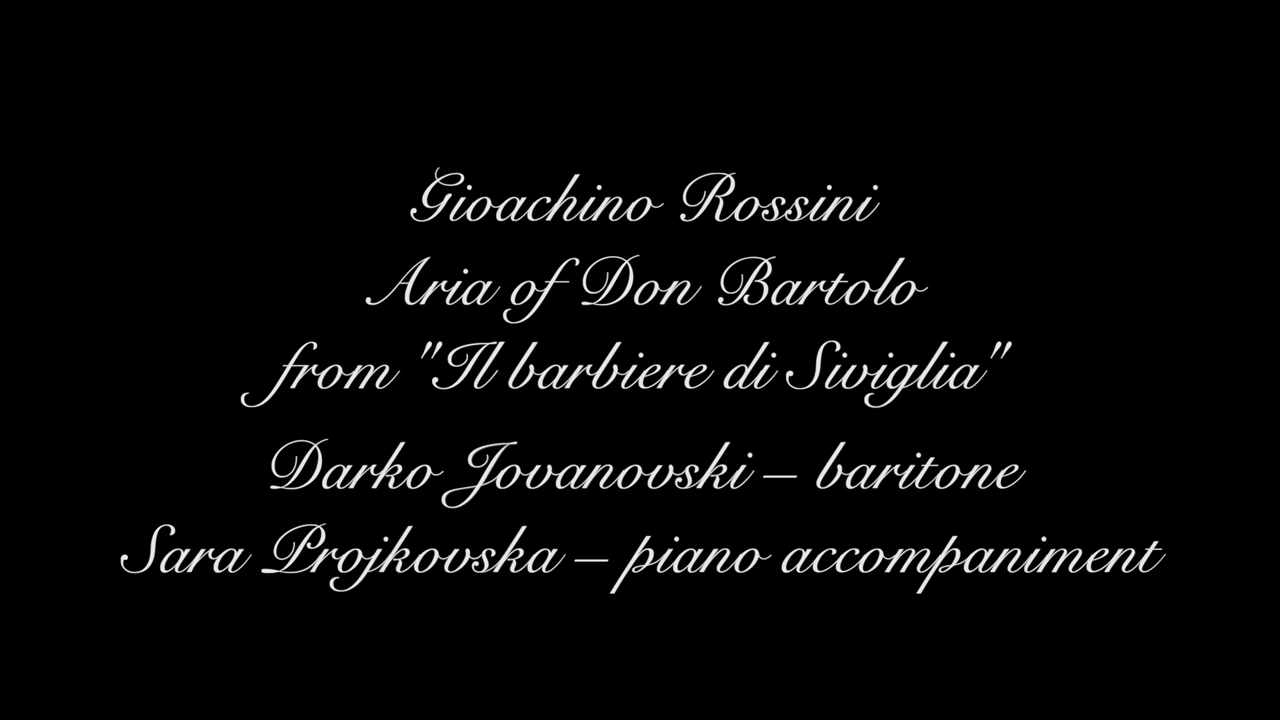 Gioachino Rossini
Aria of Don Bartolo
from "Il barbiere di Siviglia"
Darko Jovanovski – baritone
Sara Projkovska – piano accompaniment